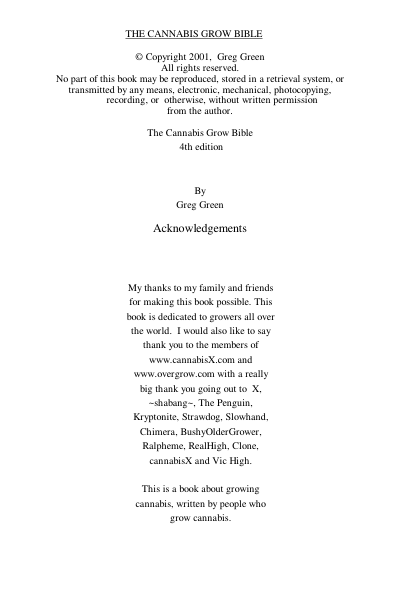 THE CANNABIS GROW BIBLE
© Copyright 2001, Greg Green
All rights reserved.
No part of this book may be reproduced, stored in a retrieval system, or
transmitted by any means, electronic, mechanical, photocopying,
recording, or otherwise, without written permission
from the author.
The Cannabis Grow Bible
4th edition
By
Greg Green
Acknowledgements
My thanks to my family and friends
for making this book possible. This
book is dedicated to growers all over
the world. I would also like to say
thank you to the members of
www.cannabisX.com and
www.overgrow.com with a really
big thank you going out to X,
~shabang~, The Penguin,
Kryptonite, Strawdog, Slowhand,
Chimera, BushyOlderGrower,
Ralpheme, RealHigh, Clone,
cannabisX and Vic High.
This is a book about growing
cannabis, written by people who
grow cannabis.